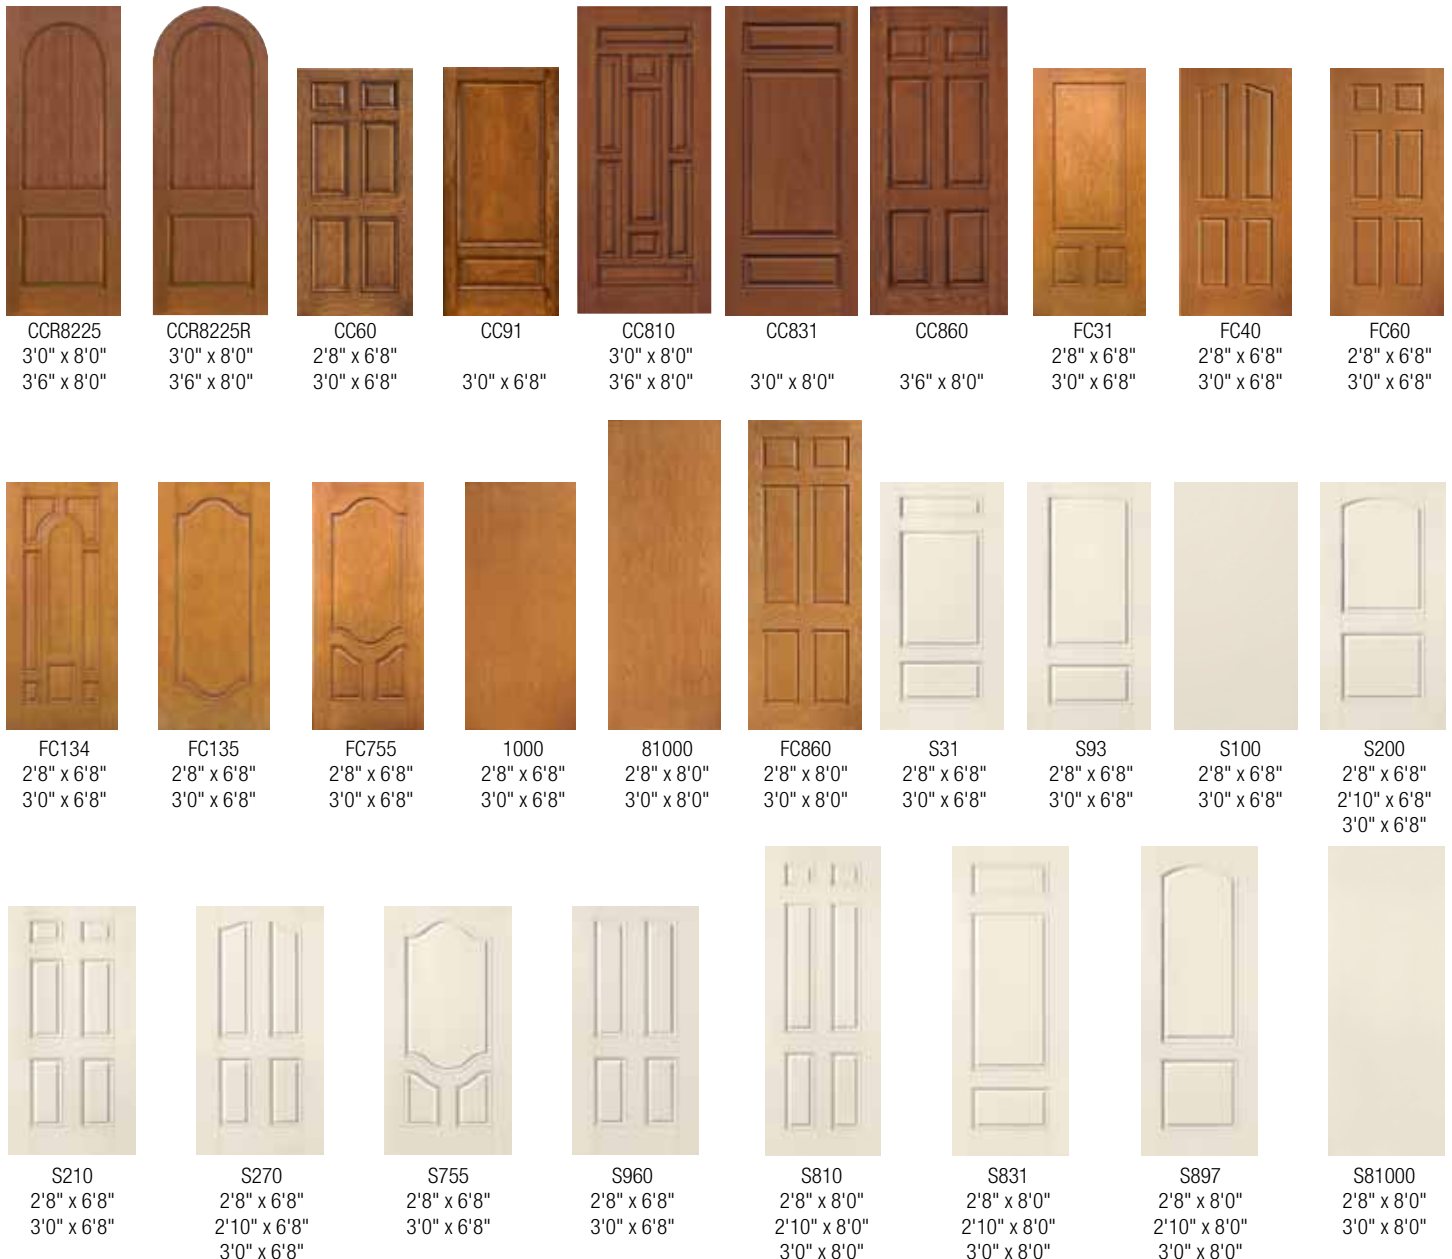 CCR8225 CCR8225R CC60 CC91 CC810 CC831 CC860 FC31 FC40 FC60
3'0" x 8'0" 3'0" x 8'0" 2'8" x 6'8" 3'0" x 8'0" 2'8" x 6'8" 2'8" x 6'8" 2'8" x 6'8"
3'6" x 8'0" 3'6" x 8'0" 3'0" x 6'8" 3'0" x 6'8" 3'6" x 8'0" 3'0" x 8'0" 3'6" x 8'0" 3'0" x 6'8" 3'0" x 6'8" 3'0" x 6'8"
FC134 FC135 FC755 1000 81000 FC860 S31 S93 S100 S200
2'8" x 6'8" 2'8" x 6'8" 2'8" x 6'8" 2'8" x 6'8" 2'8" x 8'0" 2'8" x 8'0" 2'8" x 6'8" 2'8" x 6'8" 2'8" x 6'8" 2'8" x 6'8"
3'0" x 6'8" 3'0" x 6'8" 3'0" x 6'8" 3'0" x 6'8" 3'0" x 8'0" 3'0" x 8'0" 3'0" x 6'8" 3'0" x 6'8" 3'0" x 6'8" 2'10" x 6'8"
3'0" x 6'8"
S210 S270 S755 S960 S810 S831 S897 S81000
2'8" x 6'8" 2'8" x 6'8" 2'8" x 6'8" 2'8" x 6'8" 2'8" x 8'0" 2'8" x 8'0" 2'8" x 8'0" 2'8" x 8'0"
3'0" x 6'8" 2'10" x 6'8" 3'0" x 6'8" 3'0" x 6'8" 2'10" x 8'0" 2'10" x 8'0" 2'10" x 8'0" 3'0" x 8'0"
3'0" x 6'8" 3'0" x 8'0" 3'0" x 8'0" 3'0" x 8'0"